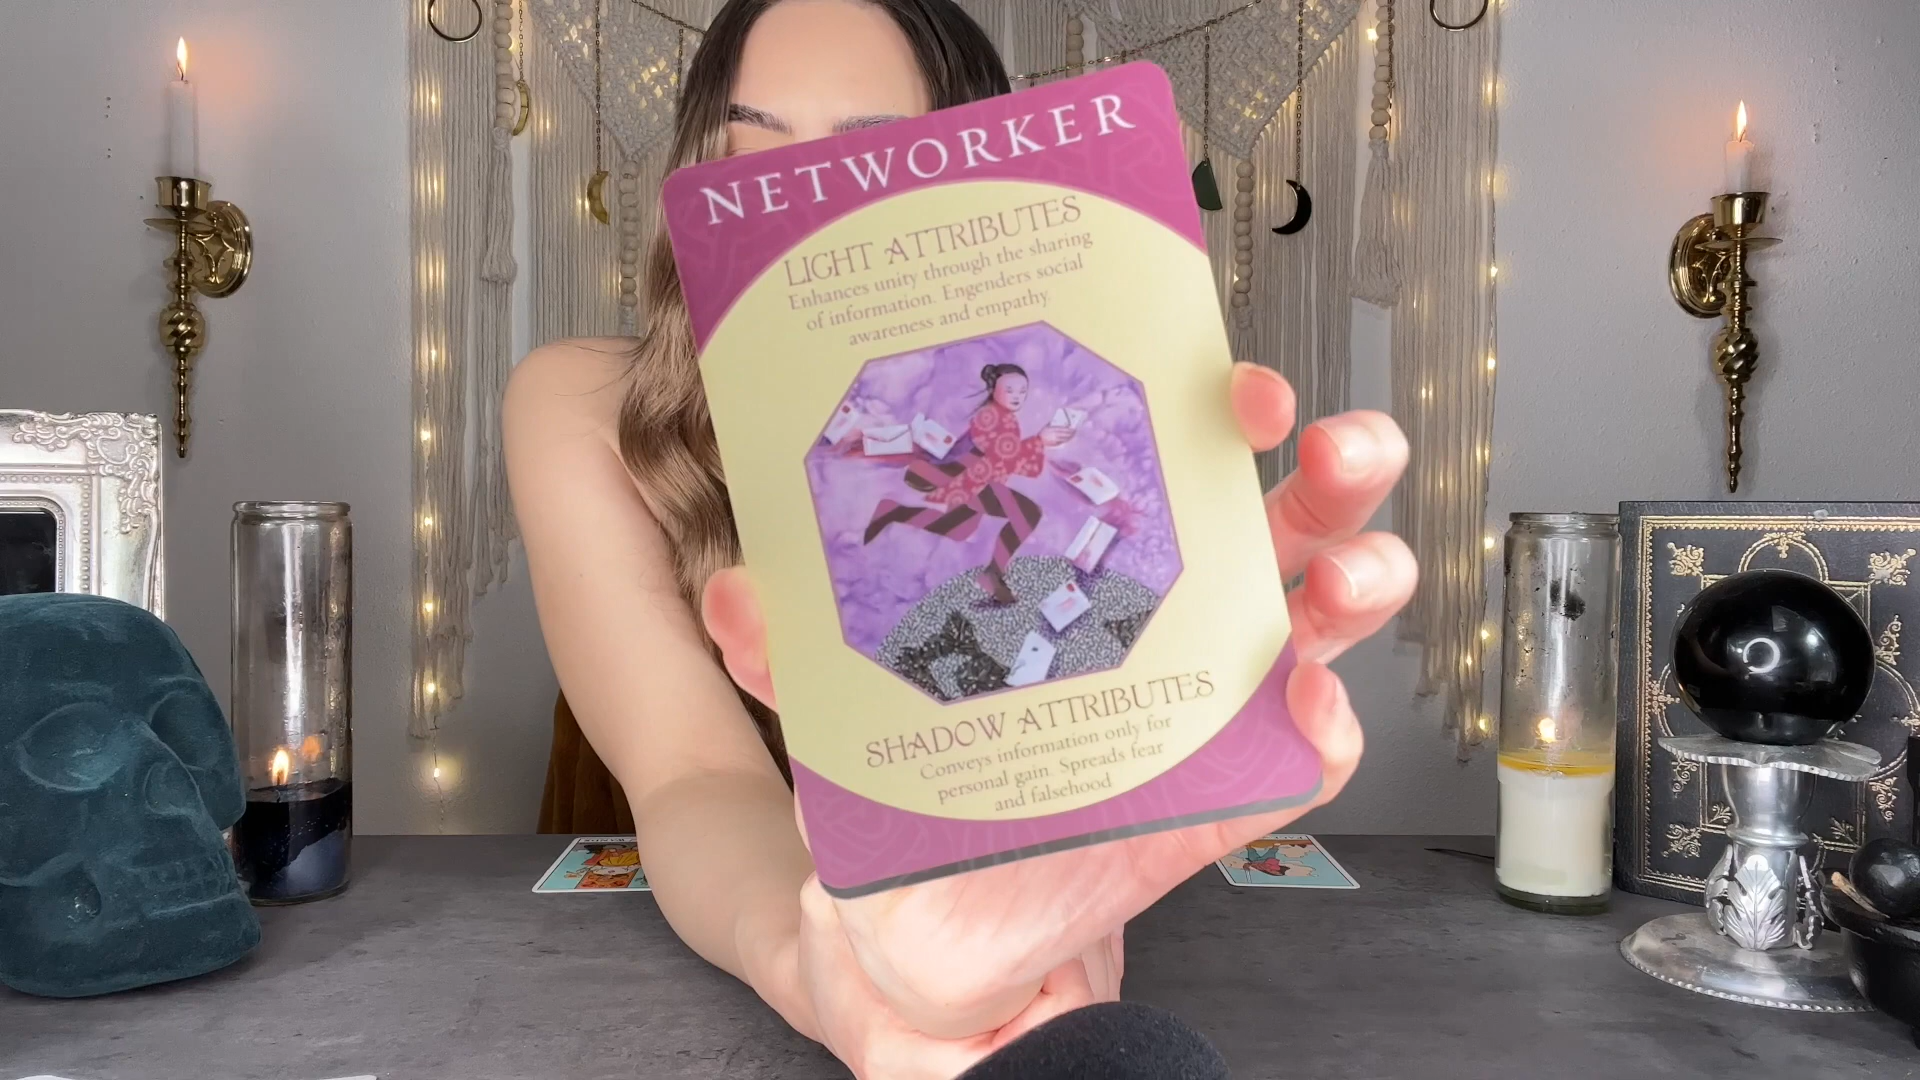 NETWORKER
LIGHT ATTRIBUTES
Enhances unity through the sharing
of information. Engenders social
awareness and empathy.
SHADOW ATTRIBUTES
Conveys information only for
personal gain. Spreads fear
and falsehood